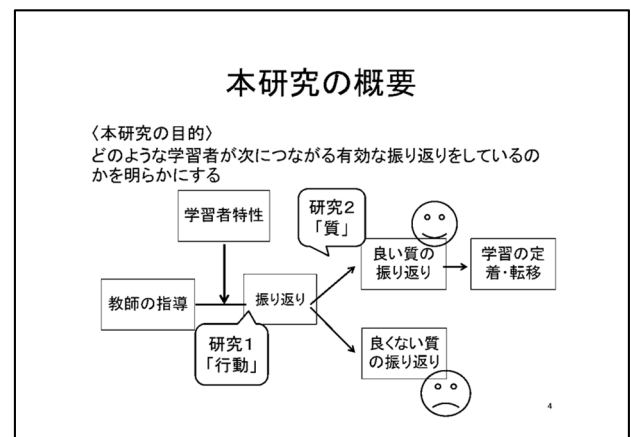 本研究の概要
〈本研究の目的〉
どのような学習者が次につながる有効な振り返りをしているの
かを明らかにする
学習者特性
研究２
「質」
良い質の
振り返り
学習の定
着・転移
教師の指導
振り返り
研究１
「行動」
良くない質
の振り返り
4